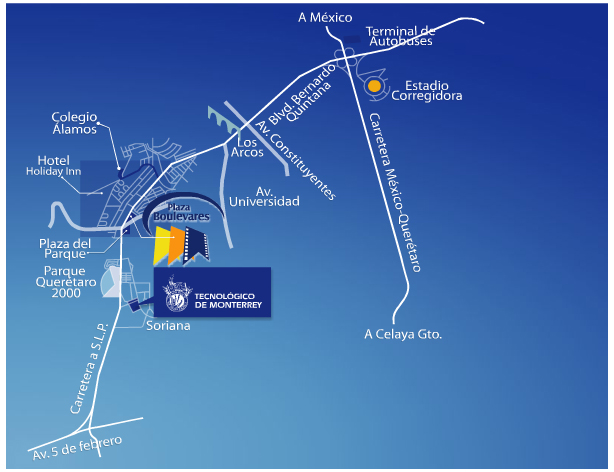 A México
Terminal de
Autobuses
Estadio
Corregidora
Blvd. Bernardo
Quintana
Av. Constituyentes
Carretera México-Querétaro
Colegio
Álamos
Los
Arcos
Hotel
Holiday Inn
Av.
Universidad
Plaza
Boulevares
Plaza del
Parque
Parque
Querétaro
2000
TECNOLÓGICO
DE MONTERREY
Soriana
A Celaya Gto.
Carretera a S.L.P.
Av. 5 de febrero